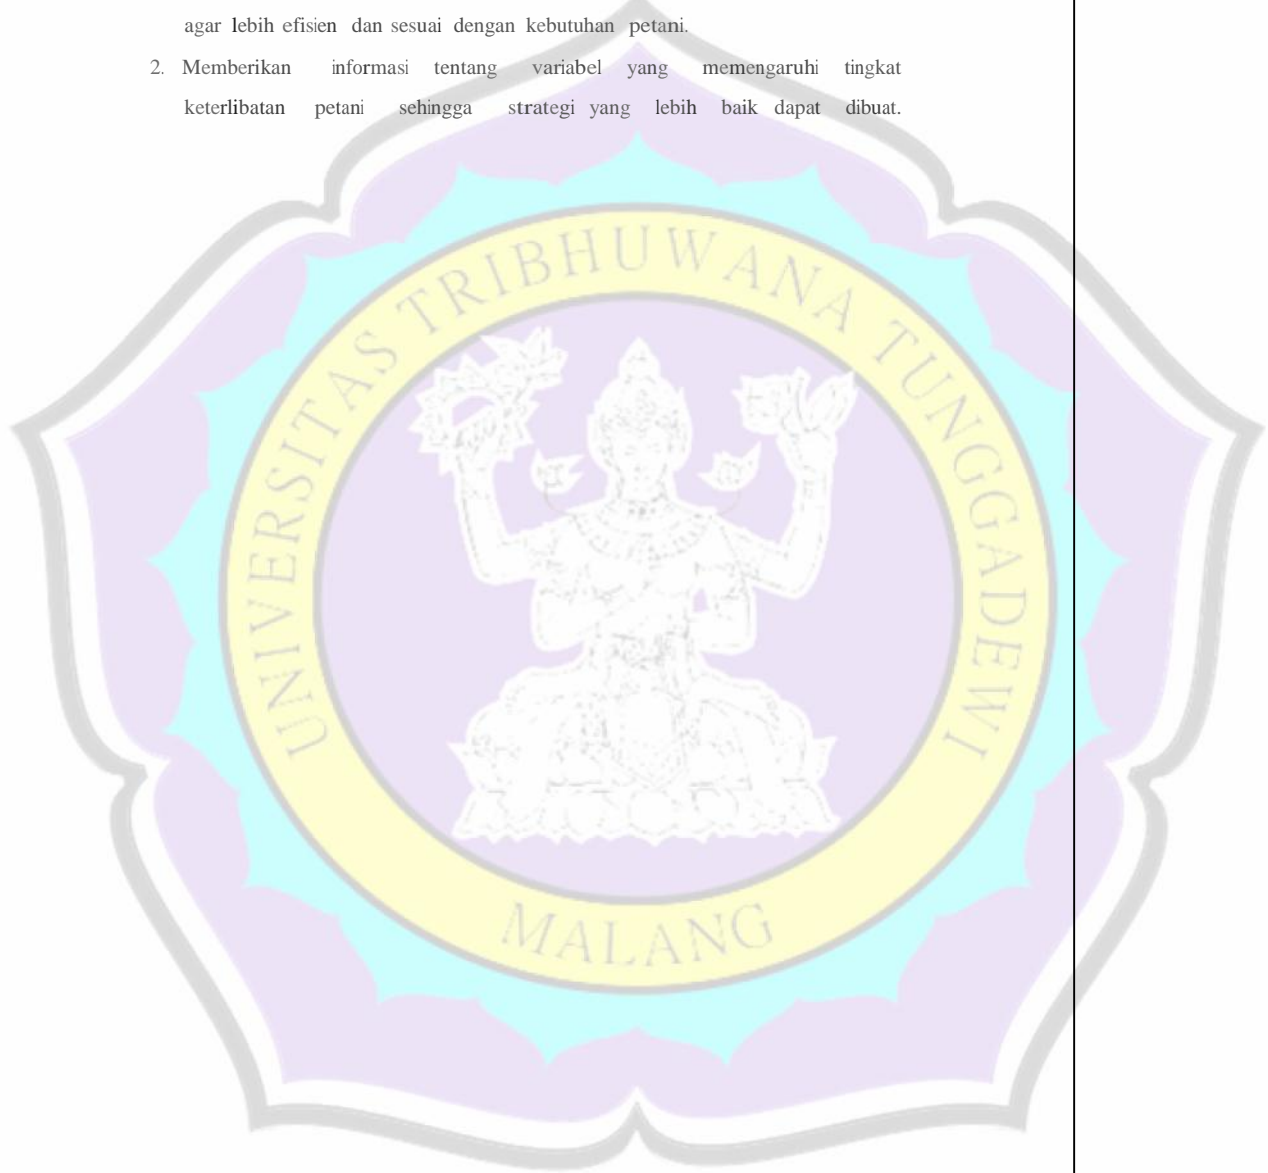 agar lebih efisien dan sesuai dengan kebutuhan petani.
2. Memberikan informasi tentang variabel yang memengaruhi tingkat
keterlibatan petani sehingga strategi yang lebih baik dapat dibuat.
UNIVERSITAS TRIBHUWANA TUNGGADEWI
MALANG